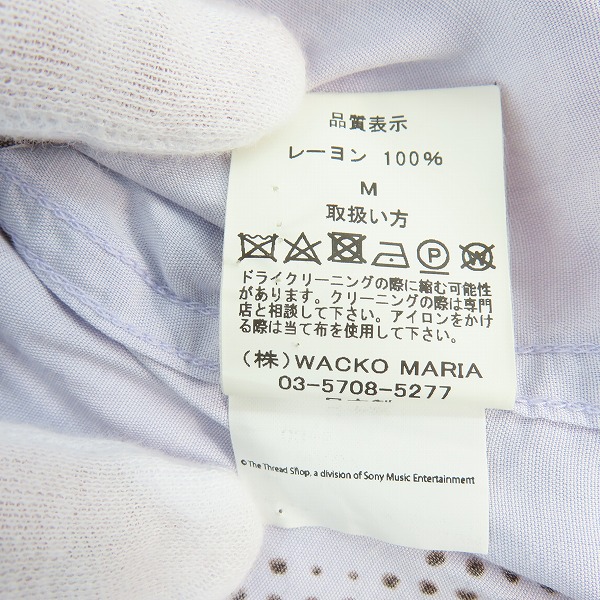 品質表示
レーヨン 100%
M
取扱い方
P W
ドライクリーニングの際に縮む可能性
があります。クリーニングの際は専門
店と相談して下さい。アイロンをかけ
る際は当て布を使用して下さい。
(株) WACKO MARIA
03-5708-5277
© The Thread Shop, a division of Sony Music Entertainment